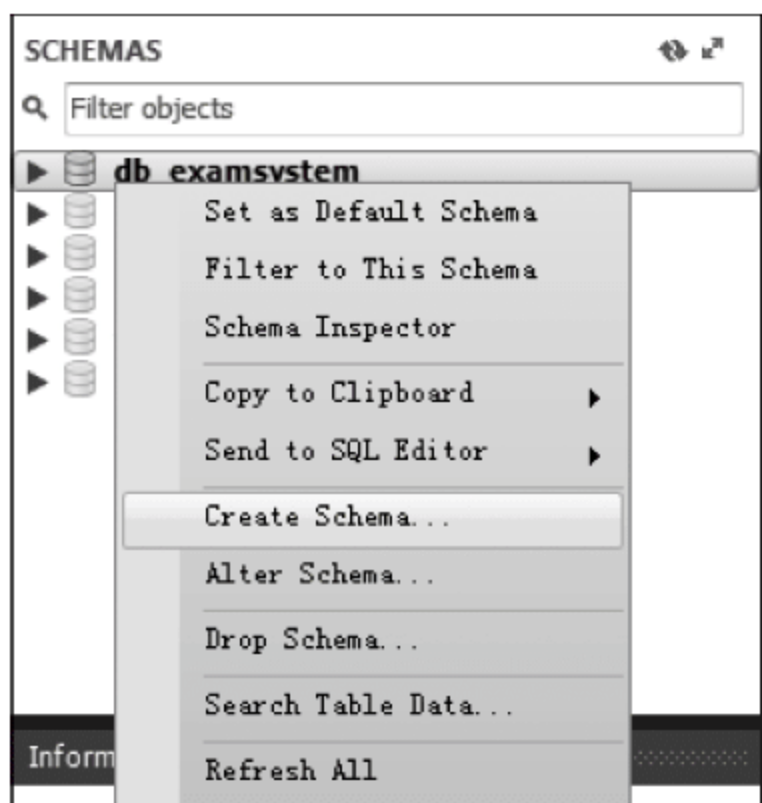 SCHEMAS
Filter objects
db_examsystem
Set as Default Schema
Filter to This Schema
Schema Inspector
Copy to Clipboard
Send to SQL Editor
Create Schema...
Alter Schema...
Drop Schema...
Search Table Data...
Refresh All
Inform